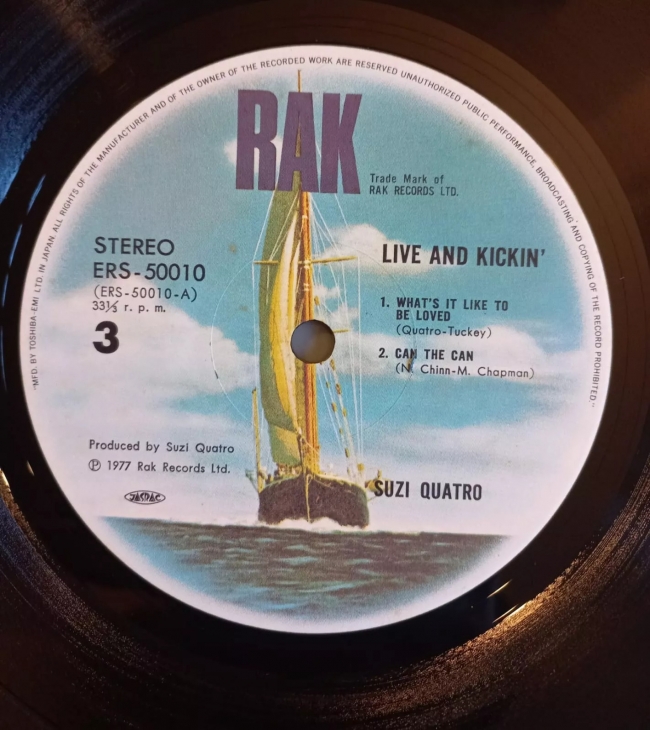 "MFD. BY TOSHIBA-EMI LTD. IN JAPAN. ALL RIGHTS OF THE MANUFACTURER AND OF THE OWNER OF THE RECORDED WORK ARE RESERVED UNAUTHORIZED PUBLIC PERFORMANCE, BROADCASTING AND COPYING OF THE RECORD PROHIBITED."
RAK
Trade Mark of
RAK RECORDS LTD.
STEREO
ERS-50010
(ERS-50010-A)
33⅓ r. p. m.
3
LIVE AND KICKIN'
1. WHAT'S IT LIKE TO
BE LOVED
(Quatro-Tuckey)
2. CAN THE CAN
(N. Chinn-M. Chapman)
Produced by Suzi Quatro
Ⓟ 1977 Rak Records Ltd.
JASRAC
SUZI QUATRO